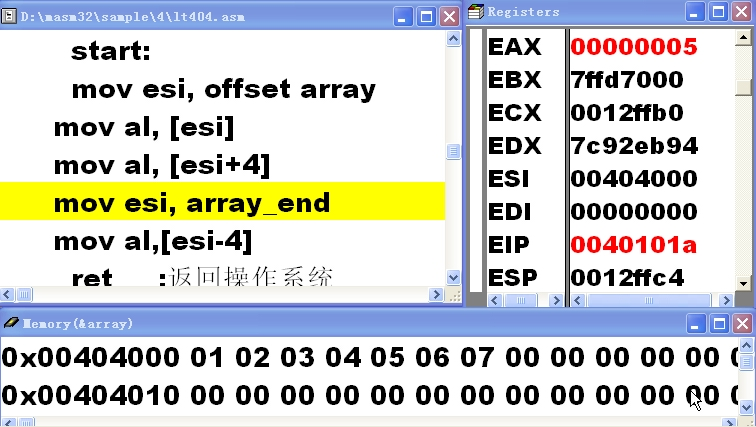 D:\masm32\sample\4\lt404.asm
start:
mov esi, offset array
mov al, [esi]
mov al, [esi+4]
mov esi, array_end
mov al,[esi-4]
ret :返回操作系统
Registers
EAX 00000005
EBX 7ffd7000
ECX 0012ffb0
EDX 7c92eb94
ESI 00404000
EDI 00000000
EIP 0040101a
ESP 0012ffc4
Memory(&array)
0x00404000 01 02 03 04 05 06 07 00 00 00 00 00 0
0x00404010 00 00 00 00 00 00 00 00 00 00 00 00 0